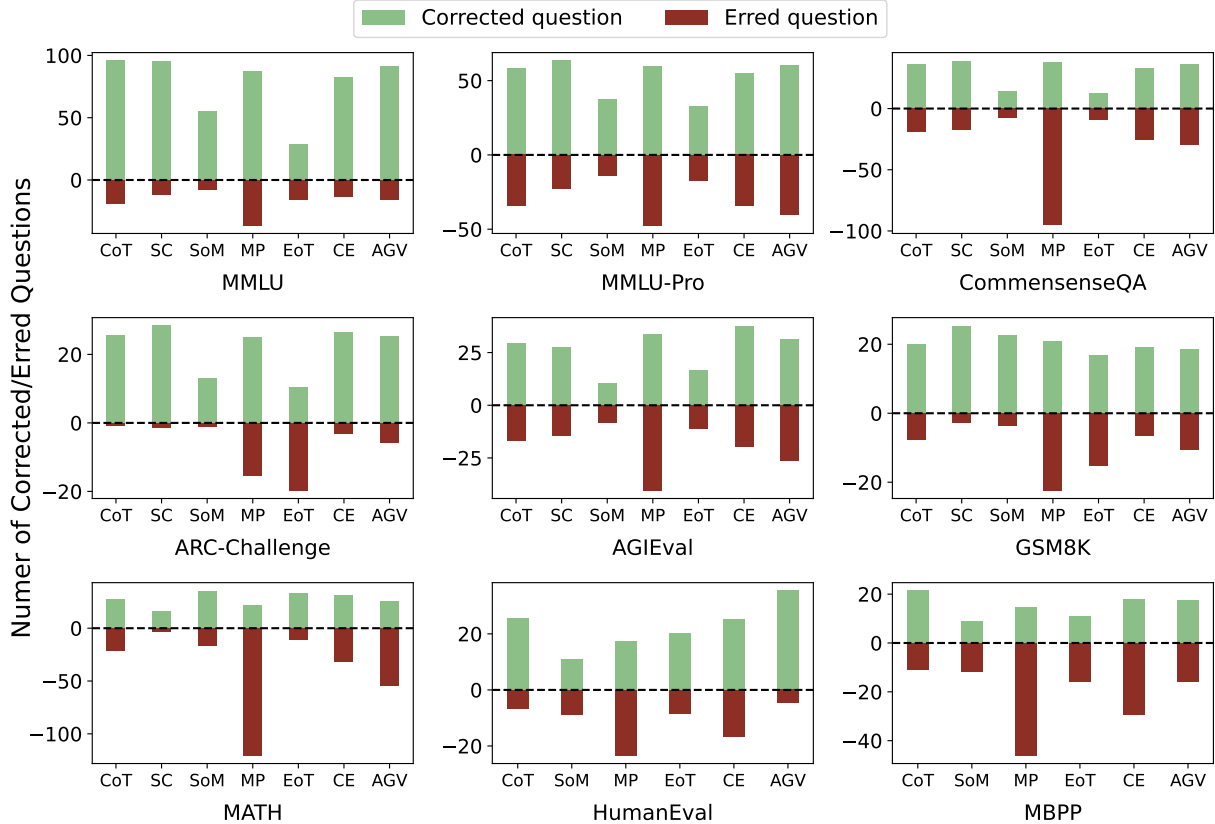 Corrected question Erred question
Numer of Corrected/Erred Questions
100
50
0
CoT SC SoM MP EoT CE AGV
MMLU
50
0
−50
CoT SC SoM MP EoT CE AGV
MMLU-Pro
0
−50
−100
CoT SC SoM MP EoT CE AGV
CommensenseQA
20
0
−20
CoT SC SoM MP EoT CE AGV
ARC-Challenge
25
0
−25
CoT SC SoM MP EoT CE AGV
AGIEval
20
0
−20
CoT SC SoM MP EoT CE AGV
GSM8K
0
−50
−100
CoT SC SoM MP EoT CE AGV
MATH
20
0
−20
CoT SoM MP EoT CE AGV
HumanEval
20
0
−20
−40
CoT SoM MP EoT CE AGV
MBPP